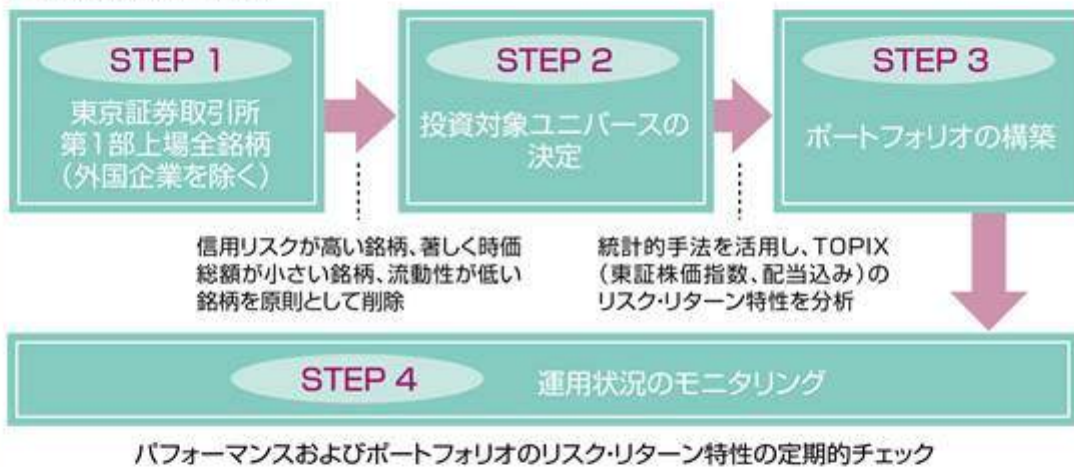 STEP 1
東京証券取引所
第1部上場全銘柄
(外国企業を除く)
STEP 2
投資対象ユニバースの
決定
STEP 3
ポートフォリオの構築
信用リスクが高い銘柄、著しく時価
総額が小さい銘柄、流動性が低い
銘柄を原則として削除
統計的手法を活用し、TOPIX
(東証株価指数、配当込み)の
リスク・リターン特性を分析
STEP 4
運用状況のモニタリング
パフォーマンスおよびポートフォリオのリスク・リターン特性の定期的チェック